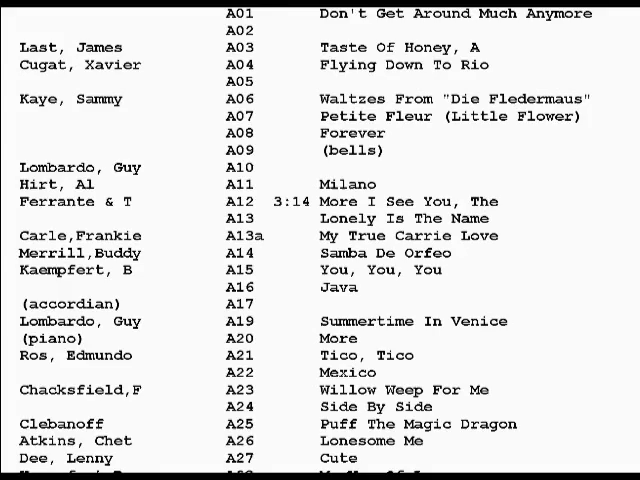 A01 Don't Get Around Much Anymore
A02
Last, James A03 Taste Of Honey, A
Cugat, Xavier A04 Flying Down To Rio
A05
Kaye, Sammy A06 Waltzes From "Die Fledermaus"
A07 Petite Fleur (Little Flower)
A08 Forever
A09 (bells)
Lombardo, Guy A10
Hirt, Al A11 Milano
Ferrante & T A12 3:14 More I See You, The
A13 Lonely Is The Name
Carle,Frankie A13a My True Carrie Love
Merrill,Buddy A14 Samba De Orfeo
Kaempfert, B A15 You, You, You
A16 Java
(accordian) A17
Lombardo, Guy A19 Summertime In Venice
(piano) A20 More
Ros, Edmundo A21 Tico, Tico
A22 Mexico
Chacksfield,F A23 Willow Weep For Me
A24 Side By Side
Clebanoff A25 Puff The Magic Dragon
Atkins, Chet A26 Lonesome Me
Dee, Lenny A27 Cute